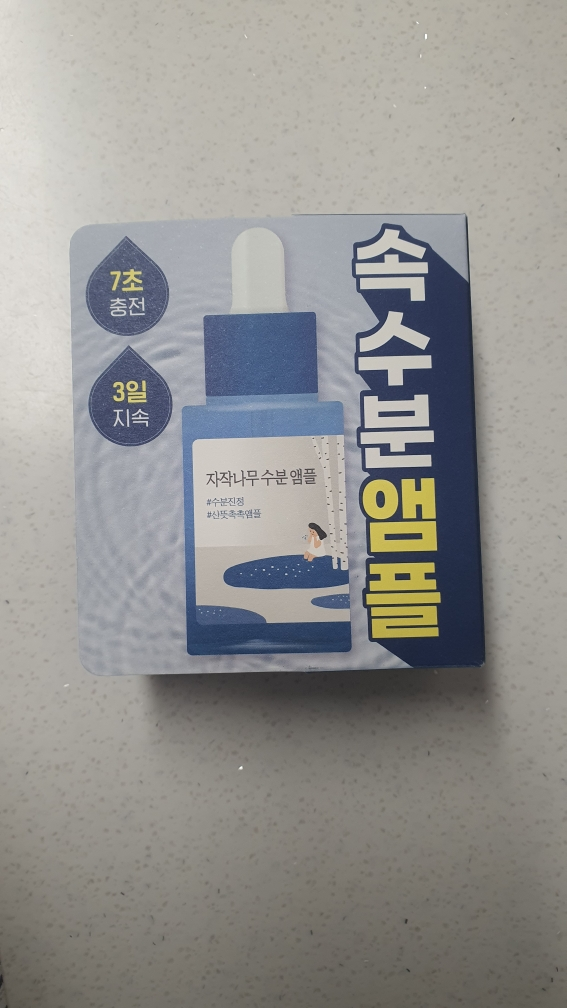 7초
충전
3일
지속
속수분앰플
자작나무 수분 앰플
#수분진정
#산뜻촉촉앰플